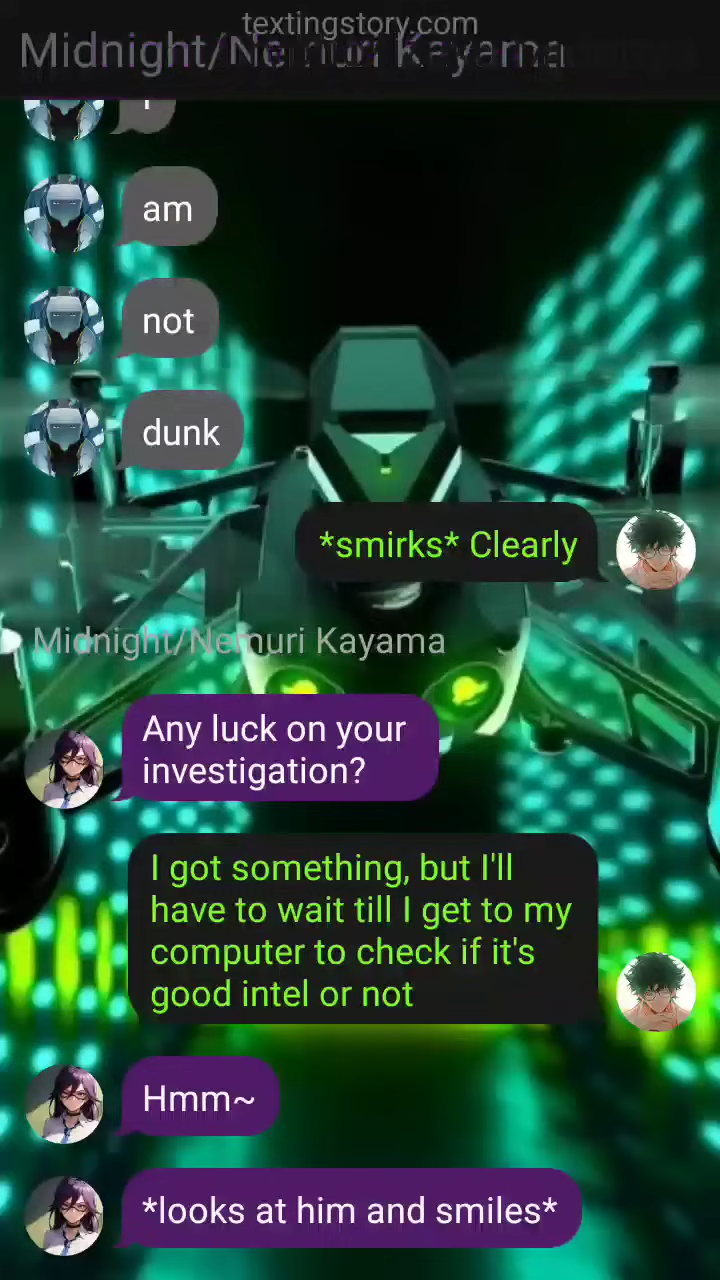 textingstory.com
Midnight/Nemuri Kayama
am
not
dunk
*smirks* Clearly
Midnight/Nemuri Kayama
Any luck on your
investigation?
I got something, but I'll
have to wait till I get to my
computer to check if it's
good intel or not
Hmm~
*looks at him and smiles*